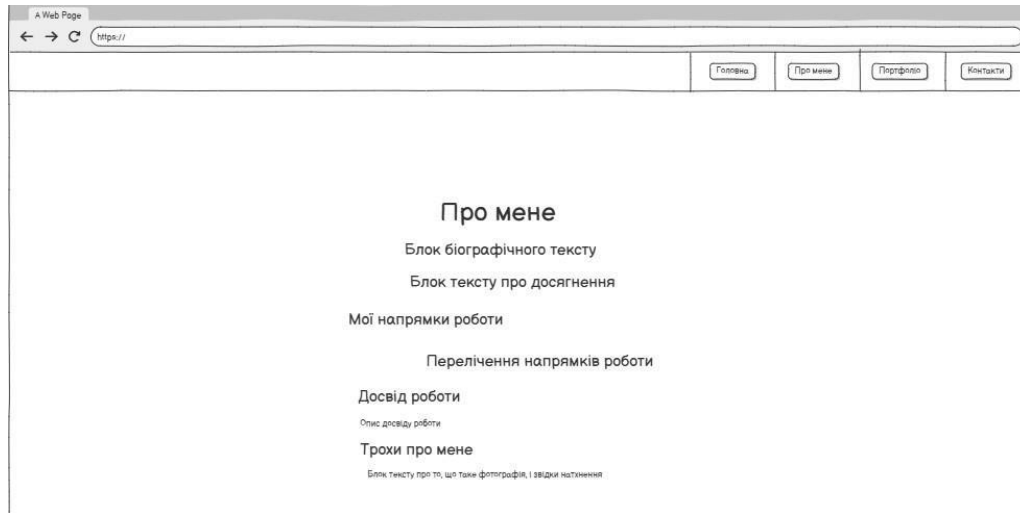 A Web Page
https://
Головна Про мене Портфоліо Контакти
Про мене
Блок біографічного тексту
Блок тексту про досягнення
Мої напрямки роботи
Перелічення напрямків роботи
Досвід роботи
Опис досвіду роботи
Трохи про мене
Блок тексту про то, що таке фотографія, і звідки натхнення